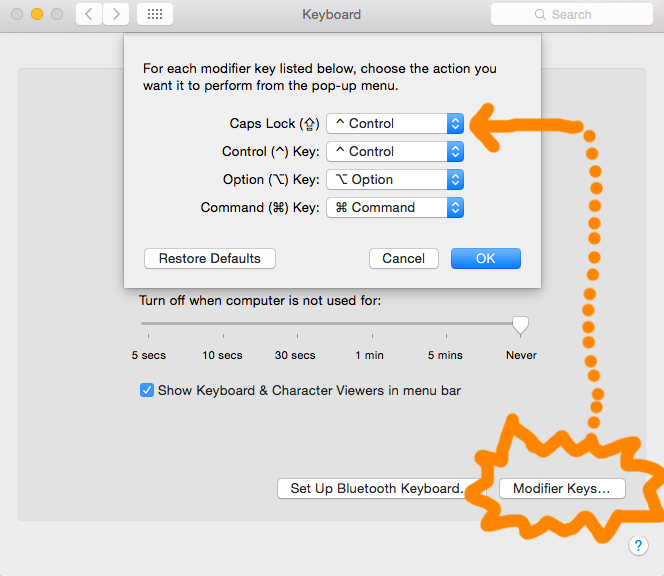 Keyboard
Search
For each modifier key listed below, choose the action you
want it to perform from the pop-up menu.
Caps Lock (⇪) ^ Control
Control (^) Key: ^ Control
Option (⌥) Key: ⌥ Option
Command (⌘) Key: ⌘ Command
Restore Defaults Cancel OK
Turn off when computer is not used for:
5 secs 10 secs 30 secs 1 min 5 mins Never
Show Keyboard & Character Viewers in menu bar
Set Up Bluetooth Keyboard. Modifier Keys...
?